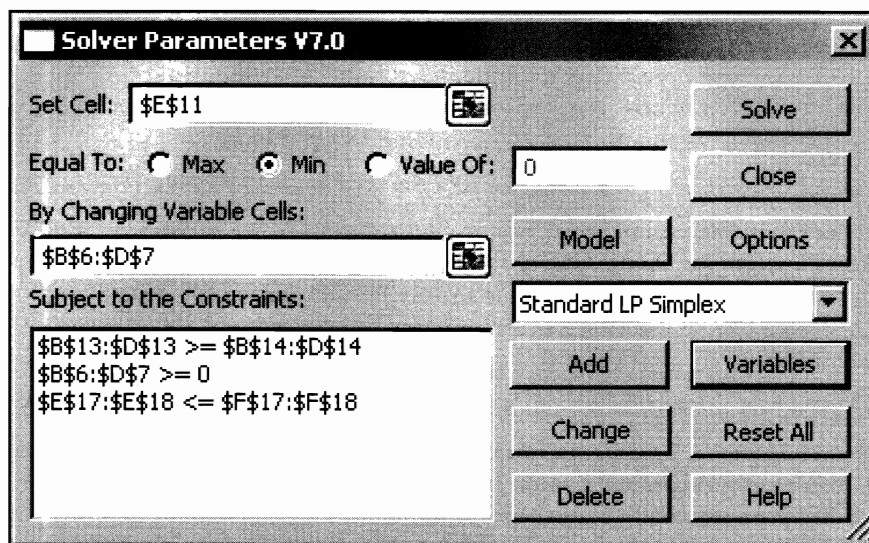 Solver Parameters V7.0
Set Cell: $E$11
Solve
Equal To: Max Min Value Of: 0
Close
By Changing Variable Cells:
$B$6:$D$7
Model
Options
Subject to the Constraints:
Standard LP Simplex
$B$13:$D$13 >= $B$14:$D$14
$B$6:$D$7 >= 0
$E$17:$E$18 <= $F$17:$F$18
Add
Variables
Change
Reset All
Delete
Help